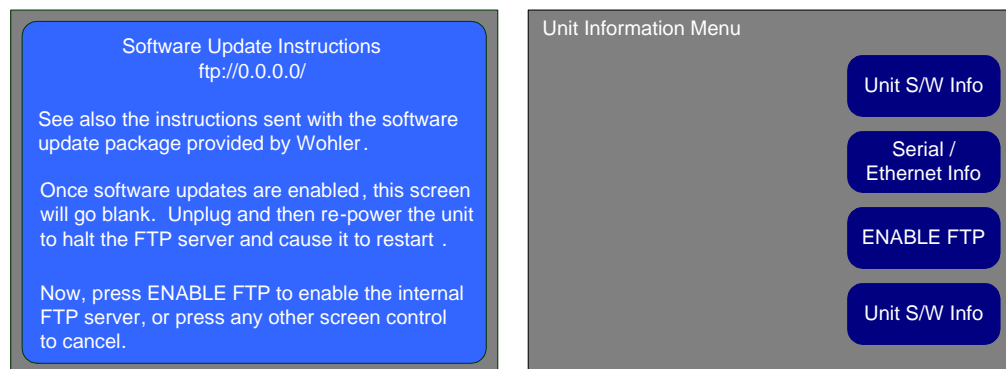 Software Update Instructions
ftp://0.0.0.0/
See also the instructions sent with the software
update package provided by Wohler.
Once software updates are enabled, this screen
will go blank. Unplug and then re-power the unit
to halt the FTP server and cause it to restart .
Now, press ENABLE FTP to enable the internal
FTP server, or press any other screen control
to cancel.
Unit Information Menu
Unit S/W Info
Serial /
Ethernet Info
ENABLE FTP
Unit S/W Info